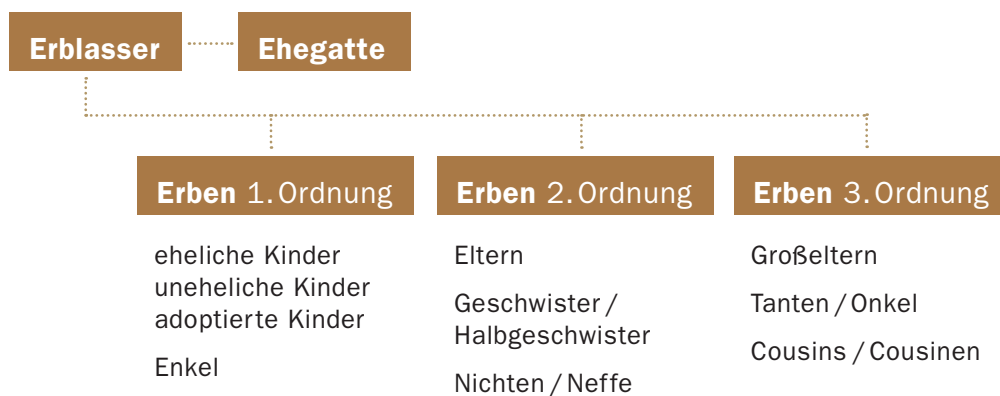 Erblasser
Ehegatte
Erben 1. Ordnung
eheliche Kinder
uneheliche Kinder
adoptierte Kinder
Enkel
Erben 2. Ordnung
Eltern
Geschwister /
Halbgeschwister
Nichten / Neffe
Erben 3. Ordnung
Großeltern
Tanten / Onkel
Cousins / Cousinen